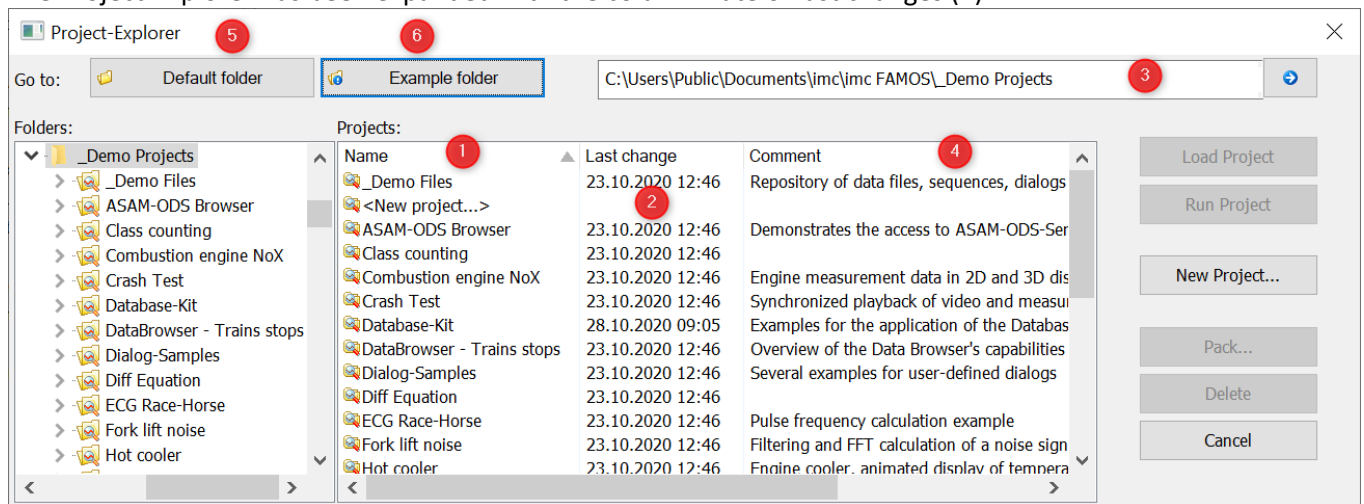 Project-Explorer
5
6
Go to:
Default folder
Example folder
C:\Users\Public\Documents\imc\imc FAMOS\_Demo Projects
3
Folders:
_Demo Projects
_Demo Files
ASAM-ODS Browser
Class counting
Combustion engine NoX
Crash Test
Database-Kit
DataBrowser - Trains stops
Dialog-Samples
Diff Equation
ECG Race-Horse
Fork lift noise
Hot cooler
Projects:
Name 1 Last change Comment 4
_Demo Files 23.10.2020 12:46 Repository of data files, sequences, dialogs
<New project...> 2
ASAM-ODS Browser 23.10.2020 12:46 Demonstrates the access to ASAM-ODS-Ser
Class counting 23.10.2020 12:46
Combustion engine NoX 23.10.2020 12:46 Engine measurement data in 2D and 3D dis
Crash Test 23.10.2020 12:46 Synchronized playback of video and measu
Database-Kit 28.10.2020 09:05 Examples for the application of the Databas
DataBrowser - Trains stops 23.10.2020 12:46 Overview of the Data Browser's capabilities
Dialog-Samples 23.10.2020 12:46 Several examples for user-defined dialogs
Diff Equation 23.10.2020 12:46
ECG Race-Horse 23.10.2020 12:46 Pulse frequency calculation example
Fork lift noise 23.10.2020 12:46 Filtering and FFT calculation of a noise sign
Hot cooler 23.10.2020 12:46 Engine cooler, animated display of tempera
Load Project
Run Project
New Project...
Pack...
Delete
Cancel